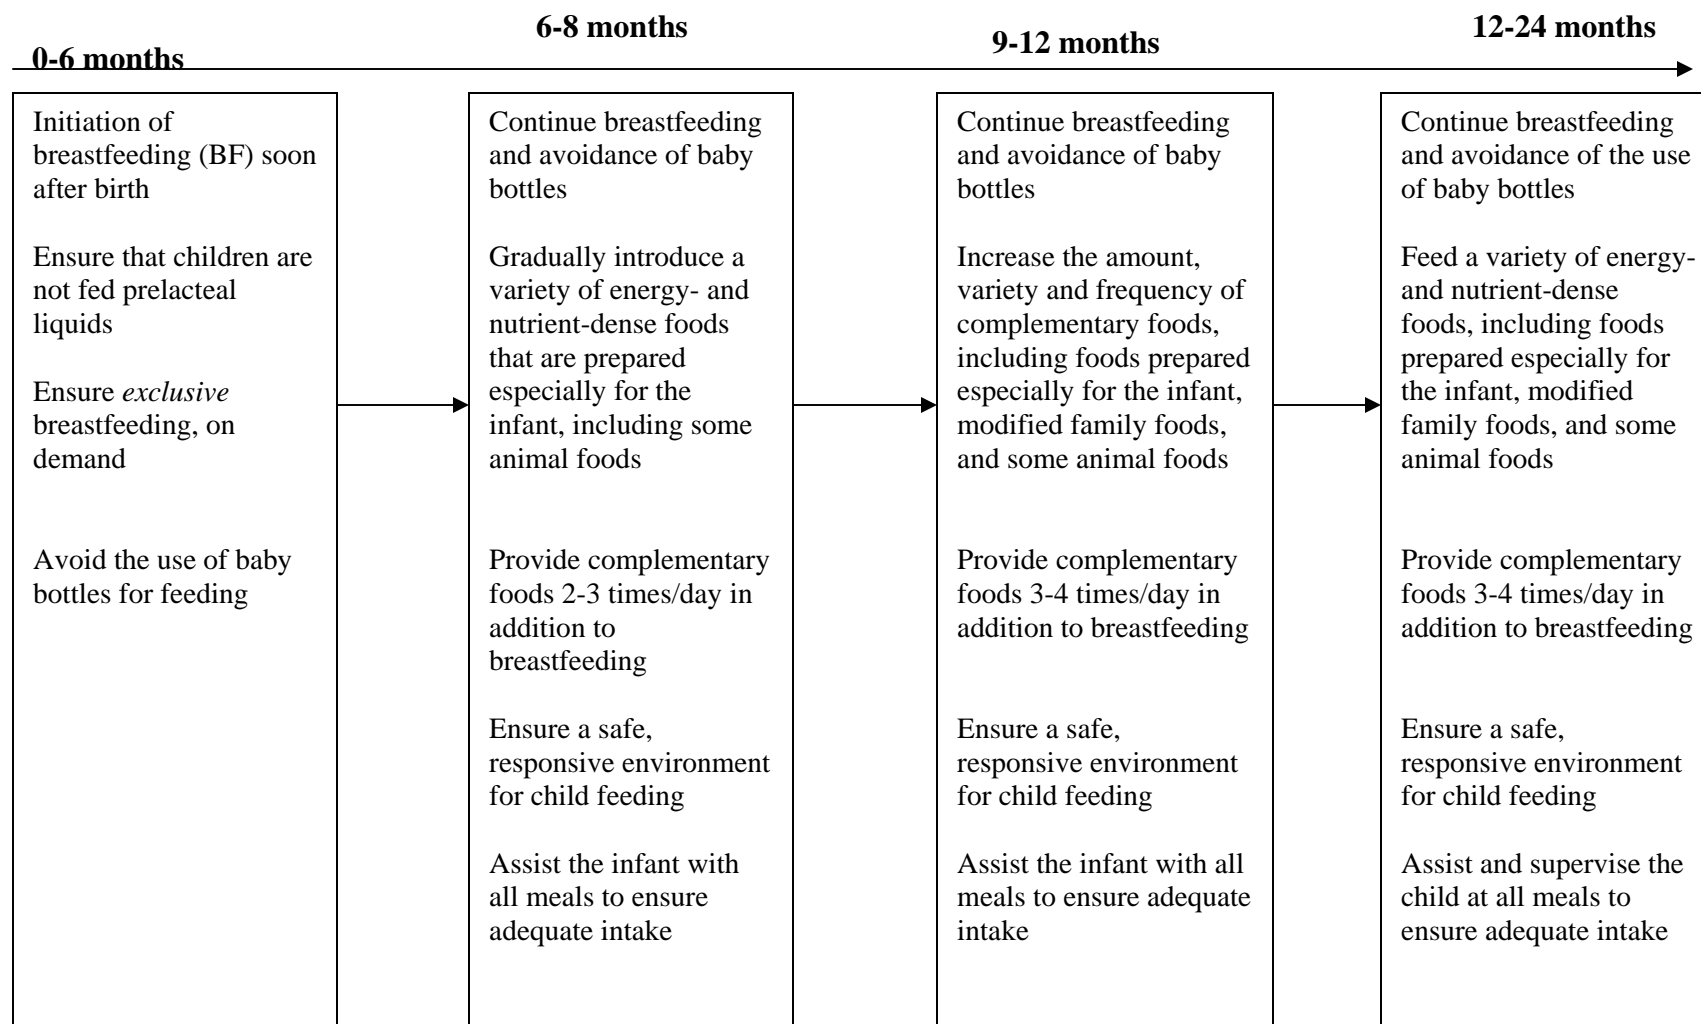 0-6 months
6-8 months
9-12 months
12-24 months
Initiation of
breastfeeding (BF) soon
after birth
Ensure that children are
not fed prelacteal
liquids
Ensure exclusive
breastfeeding, on
demand
Avoid the use of baby
bottles for feeding
Continue breastfeeding
and avoidance of baby
bottles
Gradually introduce a
variety of energy- and
nutrient-dense foods
that are prepared
especially for the
infant, including some
animal foods
Provide complementary
foods 2-3 times/day in
addition to
breastfeeding
Ensure a safe,
responsive environment
for child feeding
Assist the infant with
all meals to ensure
adequate intake
Continue breastfeeding
and avoidance of baby
bottles
Increase the amount,
variety and frequency of
complementary foods,
including foods prepared
especially for the infant,
modified family foods,
and some animal foods
Provide complementary
foods 3-4 times/day in
addition to breastfeeding
Ensure a safe,
responsive environment
for child feeding
Assist the infant with all
meals to ensure adequate
intake
Continue breastfeeding
and avoidance of the use
of baby bottles
Feed a variety of energy-
and nutrient-dense
foods, including foods
prepared especially for
the infant, modified
family foods, and some
animal foods
Provide complementary
foods 3-4 times/day in
addition to breastfeeding
Ensure a safe,
responsive environment
for child feeding
Assist and supervise the
child at all meals to
ensure adequate intake